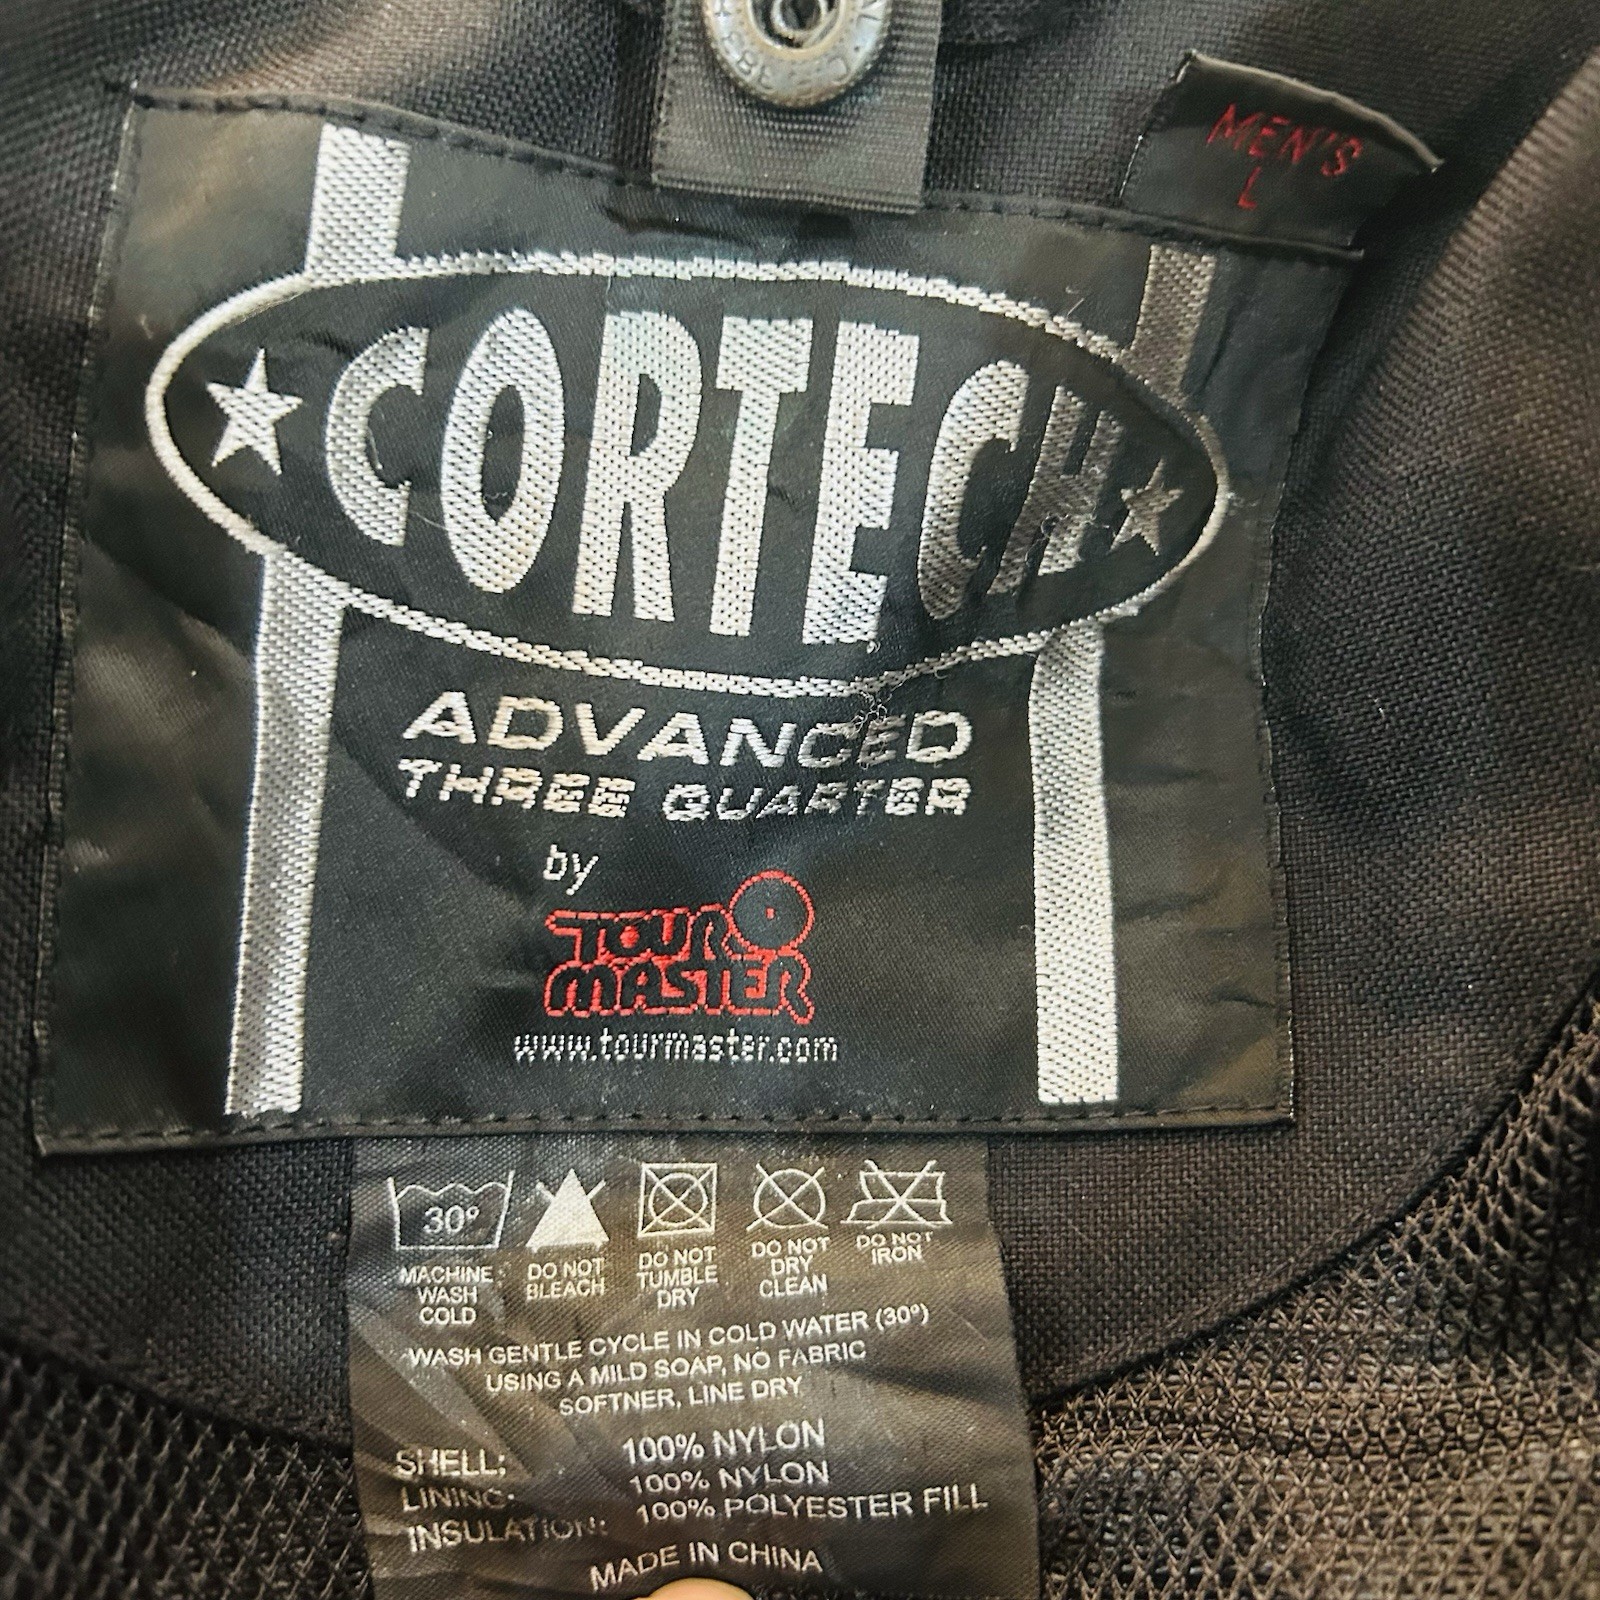 MEN'S
L
CORTECH
ADVANCED
THREE QUARTER
by
TOUR
MASTER
www.tourmaster.com
30°
MACHINE
WASH
COLD
DO NOT
BLEACH
DO NOT
TUMBLE
DRY
DO NOT
DRY
CLEAN
DO NOT
IRON
WASH GENTLE CYCLE IN COLD WATER (30°)
USING A MILD SOAP, NO FABRIC
SOFTNER, LINE DRY
SHELL: 100% NYLON
LINING: 100% NYLON
INSULATION: 100% POLYESTER FILL
MADE IN CHINA